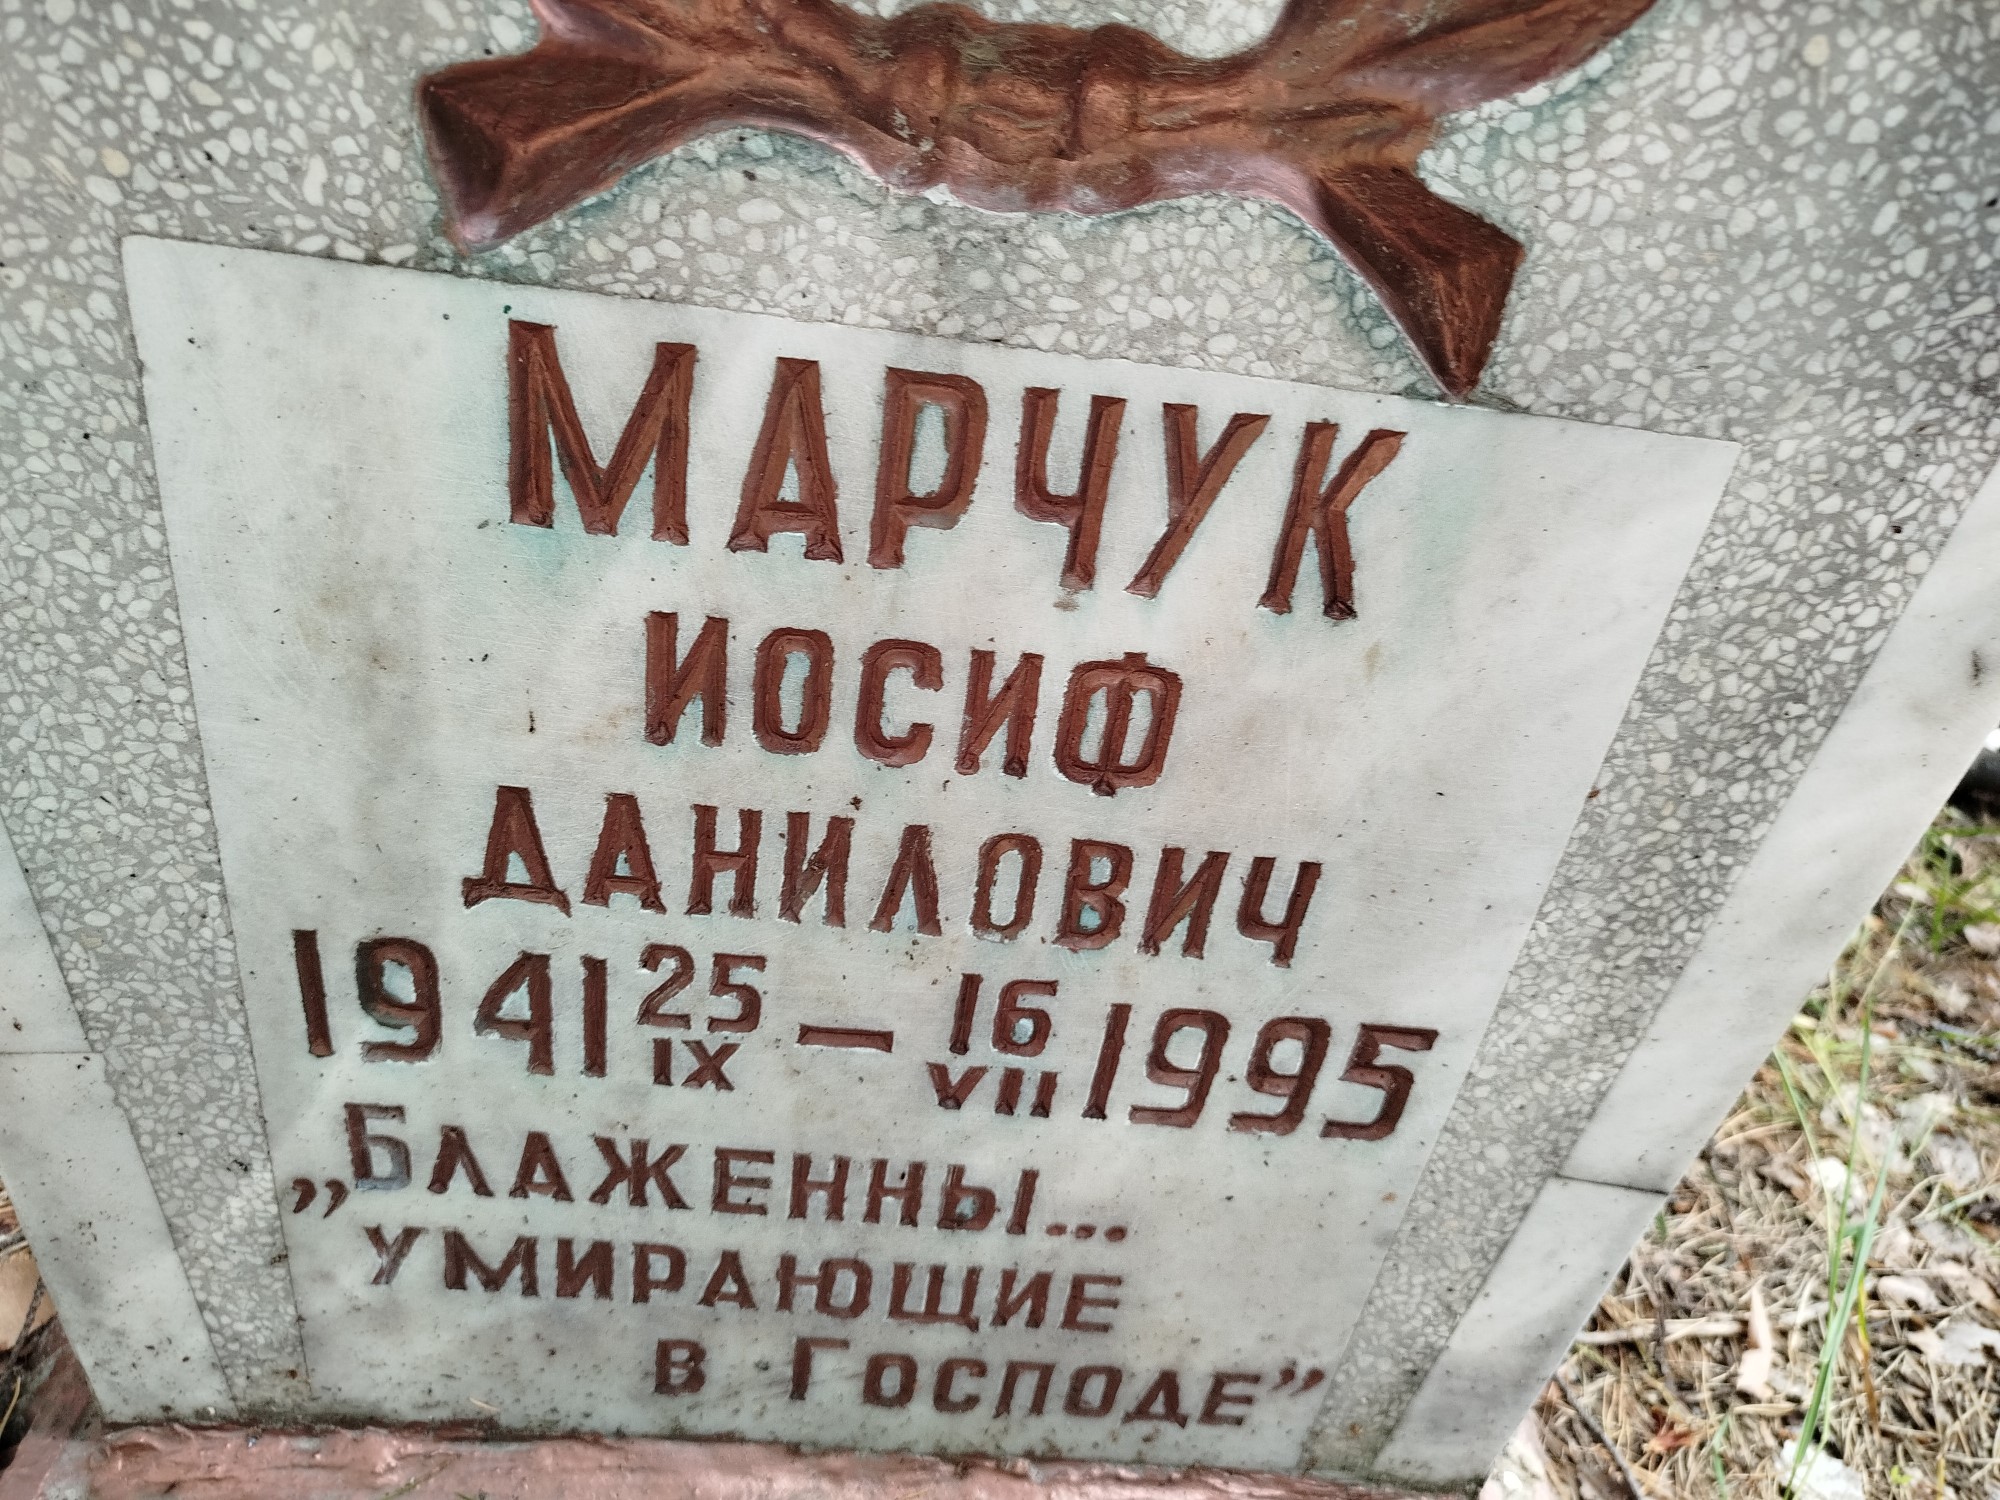 МАРЧУК
ИОСИФ
ДАНИЛОВИЧ
1941 25/IX – 16/VII 1995
„БЛАЖЕННЫ...
УМИРАЮЩИЕ
В ГОСПОДЕ”